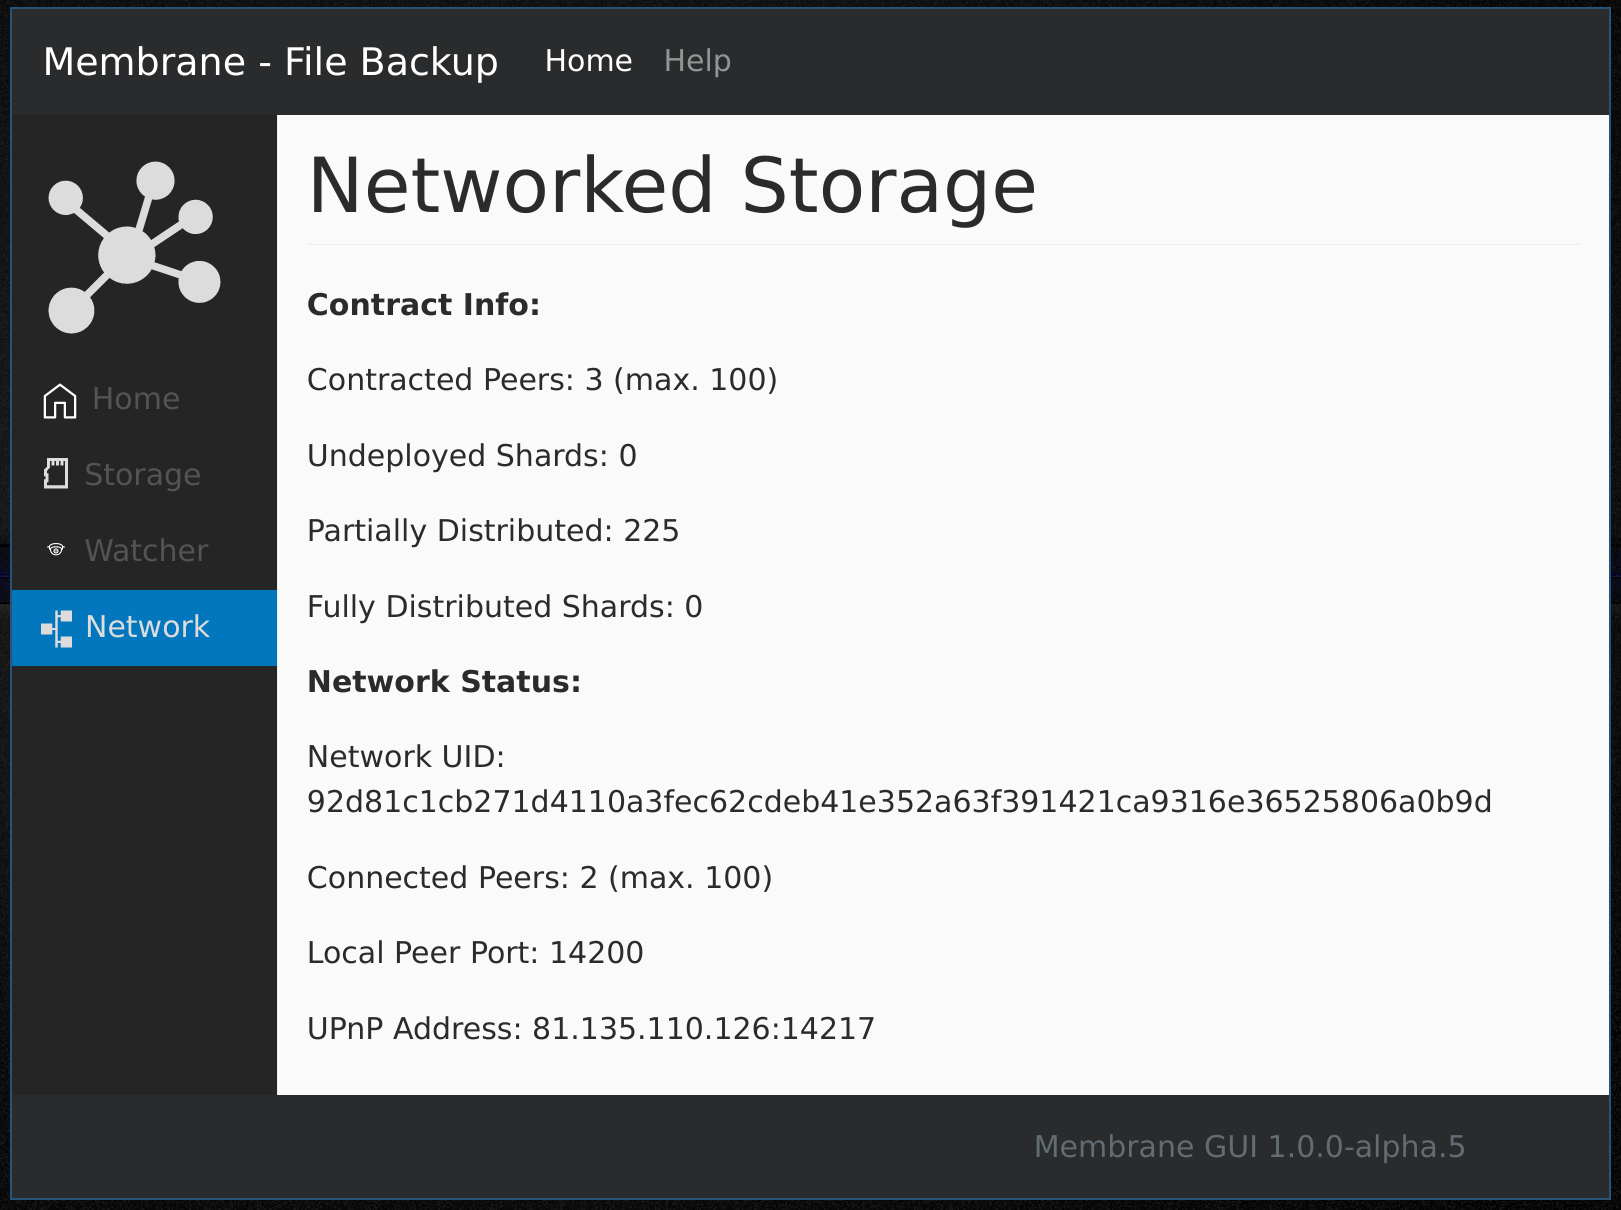 Membrane - File Backup Home Help
Networked Storage
Contract Info:
Contracted Peers: 3 (max. 100)
Undeployed Shards: 0
Partially Distributed: 225
Fully Distributed Shards: 0
Network Status:
Network UID:
92d81c1cb271d4110a3fec62cdeb41e352a63f391421ca9316e36525806a0b9d
Connected Peers: 2 (max. 100)
Local Peer Port: 14200
UPnP Address: 81.135.110.126:14217
Home
Storage
Watcher
Network
Membrane GUI 1.0.0-alpha.5